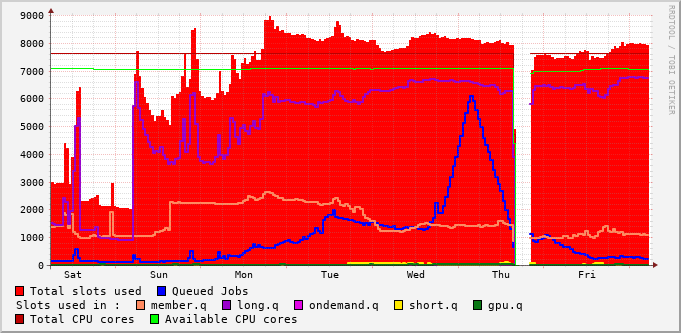 9000
8000
7000
6000
5000
4000
3000
2000
1000
0
Sat Sun Mon Tue Wed Thu Fri
Total slots used Queued Jobs
Slots used in : member.q long.q ondemand.q short.q gpu.q
Total CPU cores Available CPU cores
RRDTOOL / TOBI OETIKER